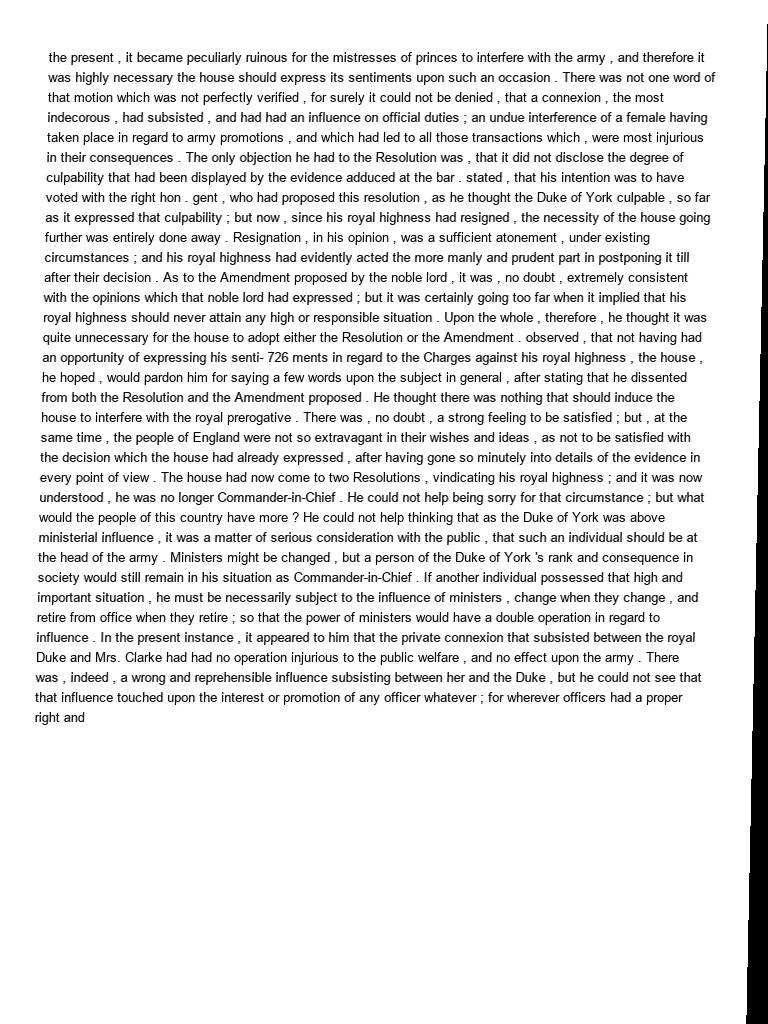 the present , it became peculiarly ruinous for the mistresses of princes to interfere with the army , and therefore it
was highly necessary the house should express its sentiments upon such an occasion . There was not one word of
that motion which was not perfectly verified , for surely it could not be denied , that a connexion , the most
indecorous , had subsisted , and had had an influence on official duties ; an undue interference of a female having
taken place in regard to army promotions , and which had led to all those transactions which , were most injurious
in their consequences . The only objection he had to the Resolution was , that it did not disclose the degree of
culpability that had been displayed by the evidence adduced at the bar . stated , that his intention was to have
voted with the right hon . gent , who had proposed this resolution , as he thought the Duke of York culpable , so far
as it expressed that culpability ; but now , since his royal highness had resigned , the necessity of the house going
further was entirely done away . Resignation , in his opinion , was a sufficient atonement , under existing
circumstances ; and his royal highness had evidently acted the more manly and prudent part in postponing it till
after their decision . As to the Amendment proposed by the noble lord , it was , no doubt , extremely consistent
with the opinions which that noble lord had expressed ; but it was certainly going too far when it implied that his
royal highness should never attain any high or responsible situation . Upon the whole , therefore , he thought it was
quite unnecessary for the house to adopt either the Resolution or the Amendment . observed , that not having had
an opportunity of expressing his senti- 726 ments in regard to the Charges against his royal highness , the house ,
he hoped , would pardon him for saying a few words upon the subject in general , after stating that he dissented
from both the Resolution and the Amendment proposed . He thought there was nothing that should induce the
house to interfere with the royal prerogative . There was , no doubt , a strong feeling to be satisfied ; but , at the
same time , the people of England were not so extravagant in their wishes and ideas , as not to be satisfied with
the decision which the house had already expressed , after having gone so minutely into details of the evidence in
every point of view . The house had now come to two Resolutions , vindicating his royal highness ; and it was now
understood , he was no longer Commander-in-Chief . He could not help being sorry for that circumstance ; but what
would the people of this country have more ? He could not help thinking that as the Duke of York was above
ministerial influence , it was a matter of serious consideration with the public , that such an individual should be at
the head of the army . Ministers might be changed , but a person of the Duke of York 's rank and consequence in
society would still remain in his situation as Commander-in-Chief . If another individual possessed that high and
important situation , he must be necessarily subject to the influence of ministers , change when they change , and
retire from office when they retire ; so that the power of ministers would have a double operation in regard to
influence . In the present instance , it appeared to him that the private connexion that subsisted between the royal
Duke and Mrs. Clarke had had no operation injurious to the public welfare , and no effect upon the army . There
was , indeed , a wrong and reprehensible influence subsisting between her and the Duke , but he could not see that
that influence touched upon the interest or promotion of any officer whatever ; for wherever officers had a proper
right and